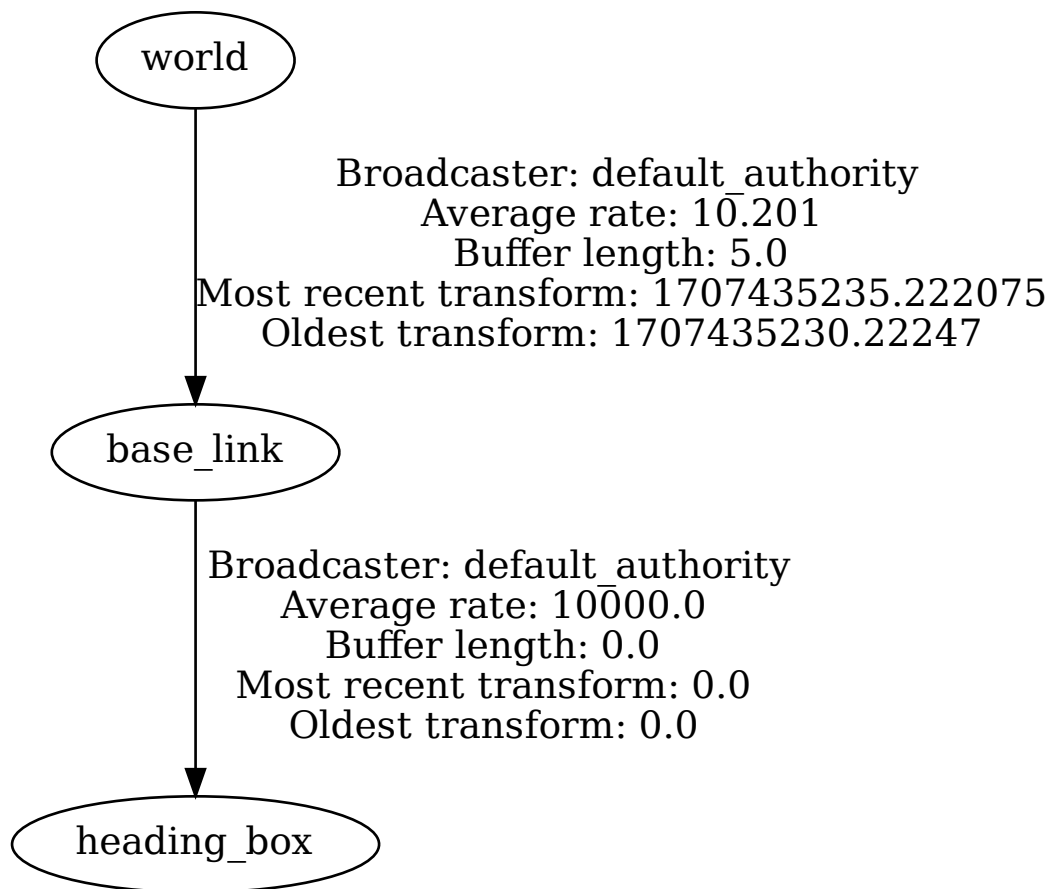 world
Broadcaster: default_authority
Average rate: 10.201
Buffer length: 5.0
Most recent transform: 1707435235.222075
Oldest transform: 1707435230.22247
base_link
Broadcaster: default_authority
Average rate: 10000.0
Buffer length: 0.0
Most recent transform: 0.0
Oldest transform: 0.0
heading_box